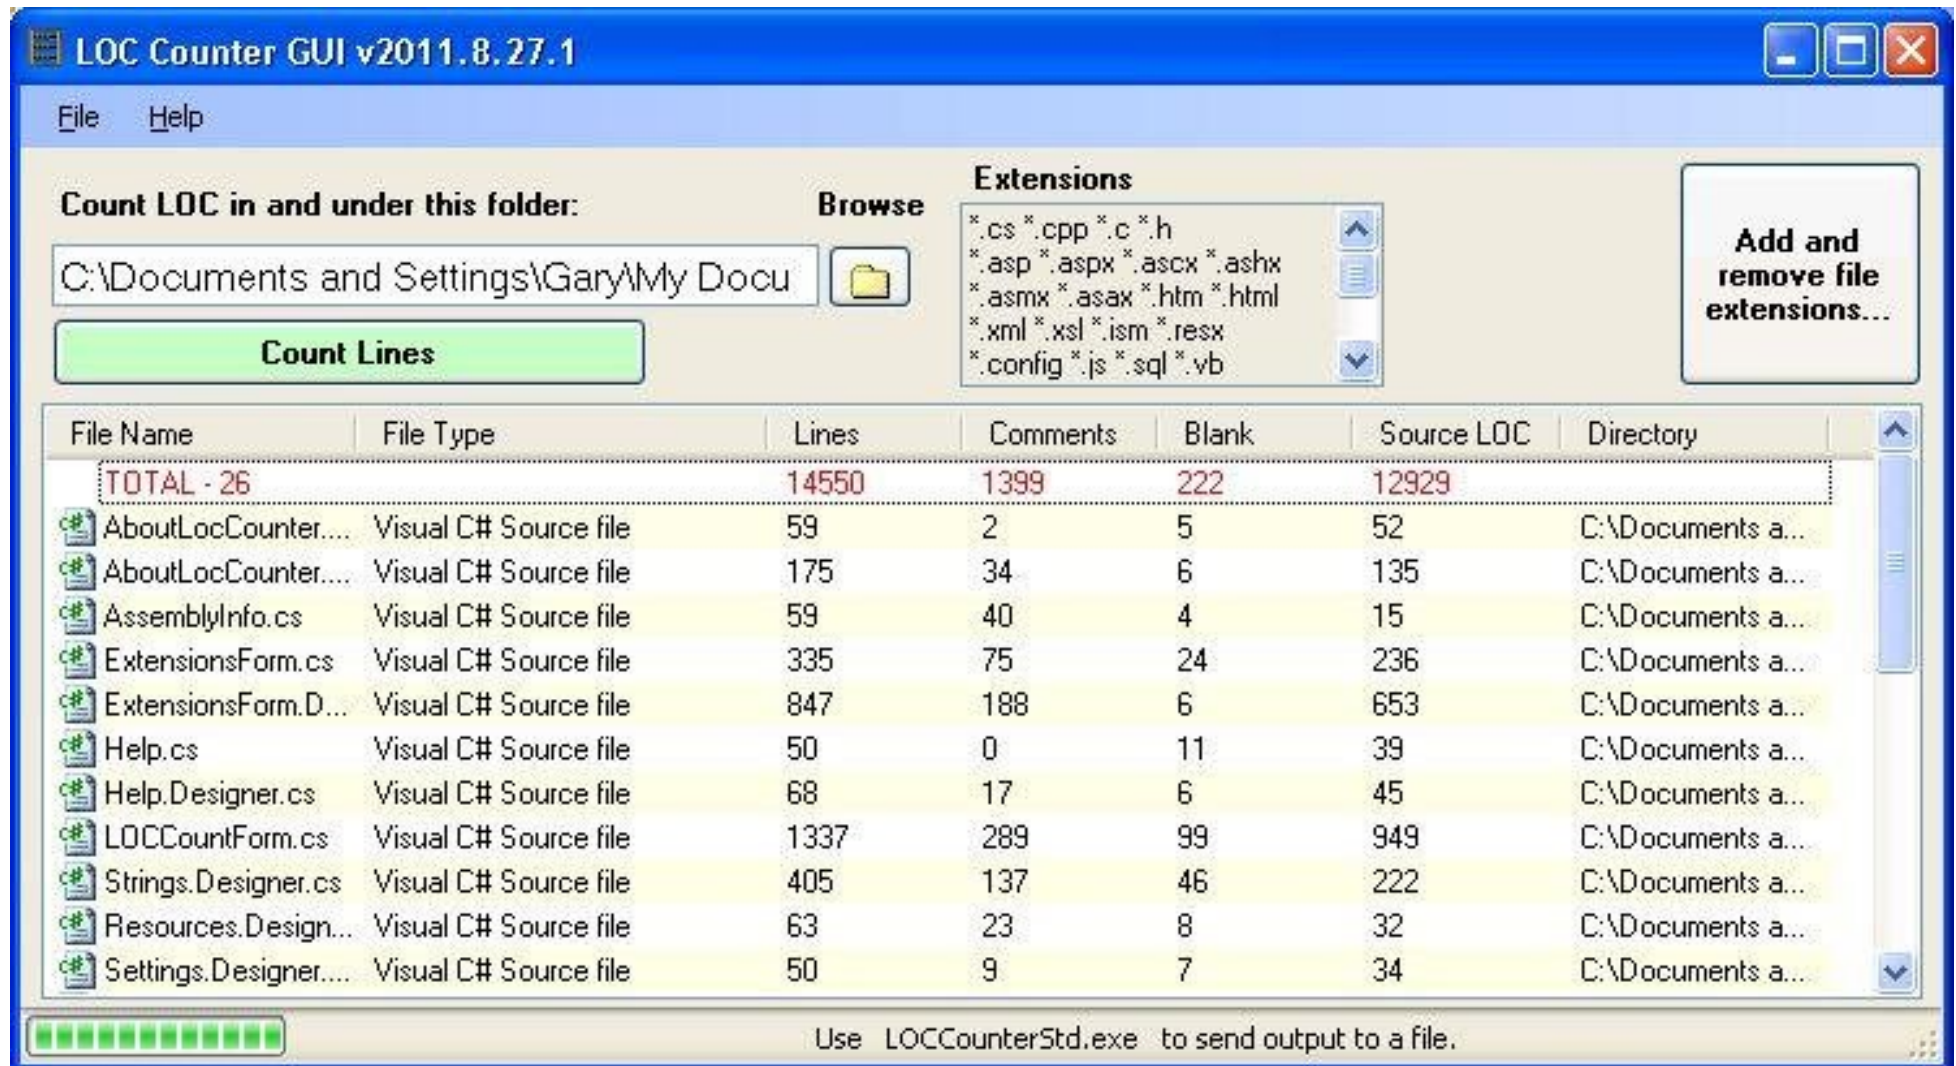 LOC Counter GUI v2011.8.27.1
File Help
Count LOC in and under this folder:
Browse
Extensions
C:\Documents and Settings\Gary\My Docu
*.cs *.cpp *.c *.h
*.asp *.aspx *.ascx *.ashx
*.asmx *.asax *.htm *.html
*.xml *.xsl *.ism *.resx
*.config *.js *.sql *.vb
Add and
remove file
extensions...
Count Lines
File Name File Type Lines Comments Blank Source LOC Directory
TOTAL - 26 14550 1399 222 12929
AboutLocCounter.... Visual C# Source file 59 2 5 52 C:\Documents a...
AboutLocCounter.... Visual C# Source file 175 34 6 135 C:\Documents a...
AssemblyInfo.cs Visual C# Source file 59 40 4 15 C:\Documents a...
ExtensionsForm.cs Visual C# Source file 335 75 24 236 C:\Documents a...
ExtensionsForm.D... Visual C# Source file 847 188 6 653 C:\Documents a...
Help.cs Visual C# Source file 50 0 11 39 C:\Documents a...
Help.Designer.cs Visual C# Source file 68 17 6 45 C:\Documents a...
LOCCountForm.cs Visual C# Source file 1337 289 99 949 C:\Documents a...
Strings.Designer.cs Visual C# Source file 405 137 46 222 C:\Documents a...
Resources.Design... Visual C# Source file 63 23 8 32 C:\Documents a...
Settings.Designer.... Visual C# Source file 50 9 7 34 C:\Documents a...
Use LOCCounterStd.exe to send output to a file.